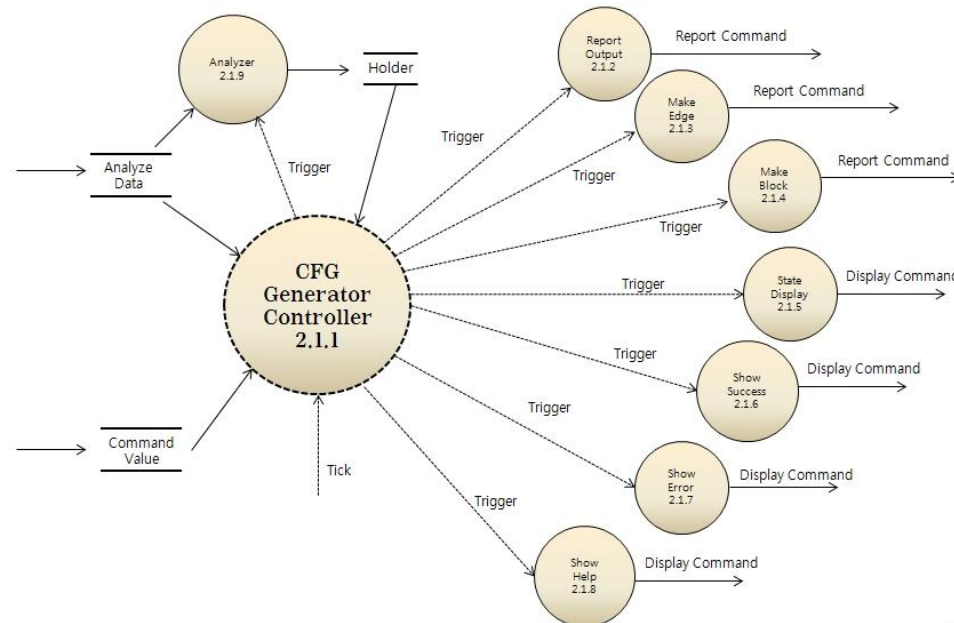 Analyzer
2.1.9
Holder
Analyze
Data
Trigger
CFG
Generator
Controller
2.1.1
Command
Value
Tick
Report
Output
2.1.2
Report Command
Trigger
Make
Edge
2.1.3
Report Command
Trigger
Make
Block
2.1.4
Report Command
Trigger
State
Display
2.1.5
Display Command
Trigger
Show
Success
2.1.6
Display Command
Trigger
Show
Error
2.1.7
Display Command
Trigger
Show
Help
2.1.8
Display Command
Trigger